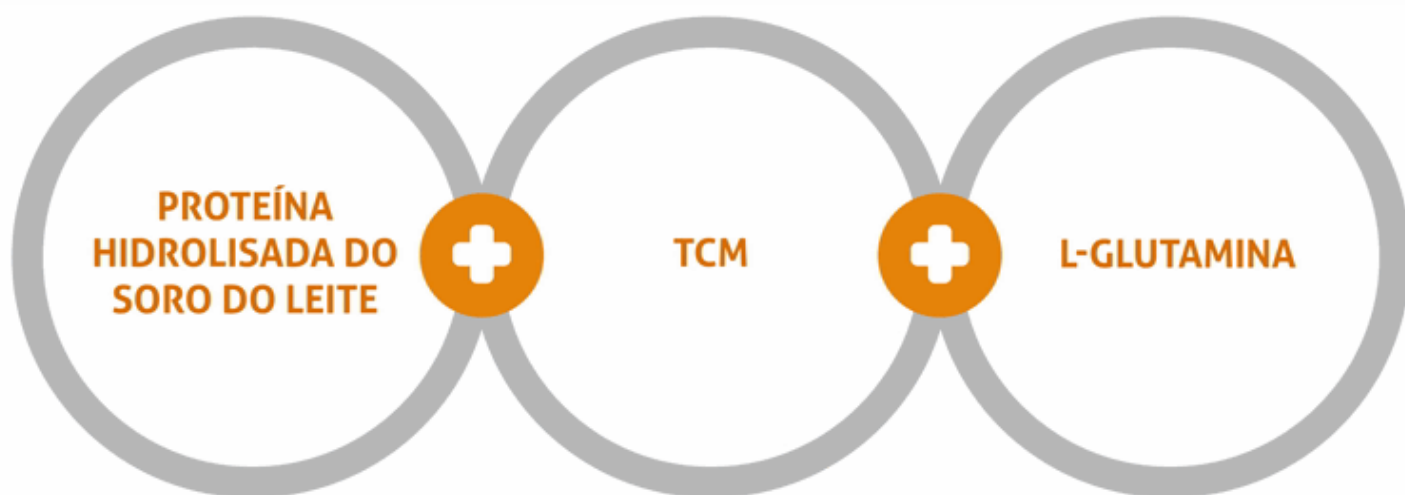 PROTEÍNA
HIDROLISADA DO
SORO DO LEITE
TCM
L-GLUTAMINA